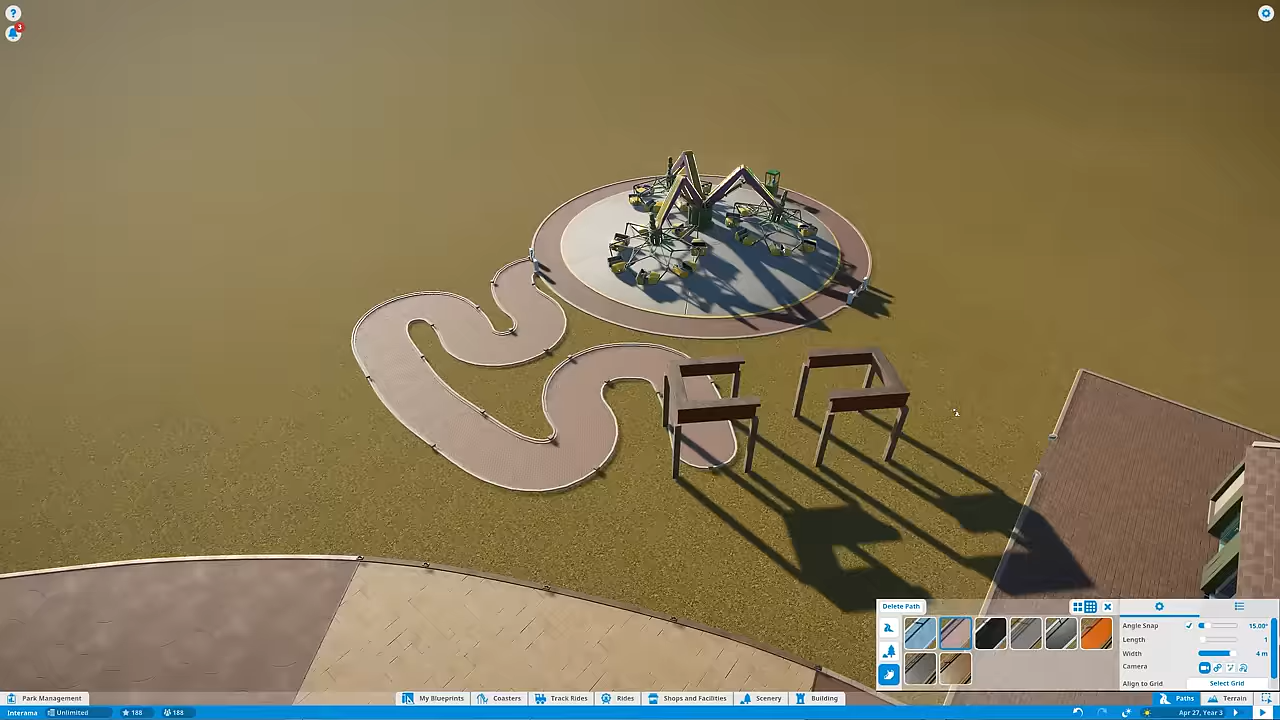 ?
3
Delete Path
Angle Snap 15.00°
Length 1
Width 4 m
Camera
Align to Grid Select Grid
Park Management
My Blueprints
Coasters
Track Rides
Rides
Shops and Facilities
Scenery
Building
Paths
Terrain
Interama
Unlimited
188
188
Apr 27, Year 3